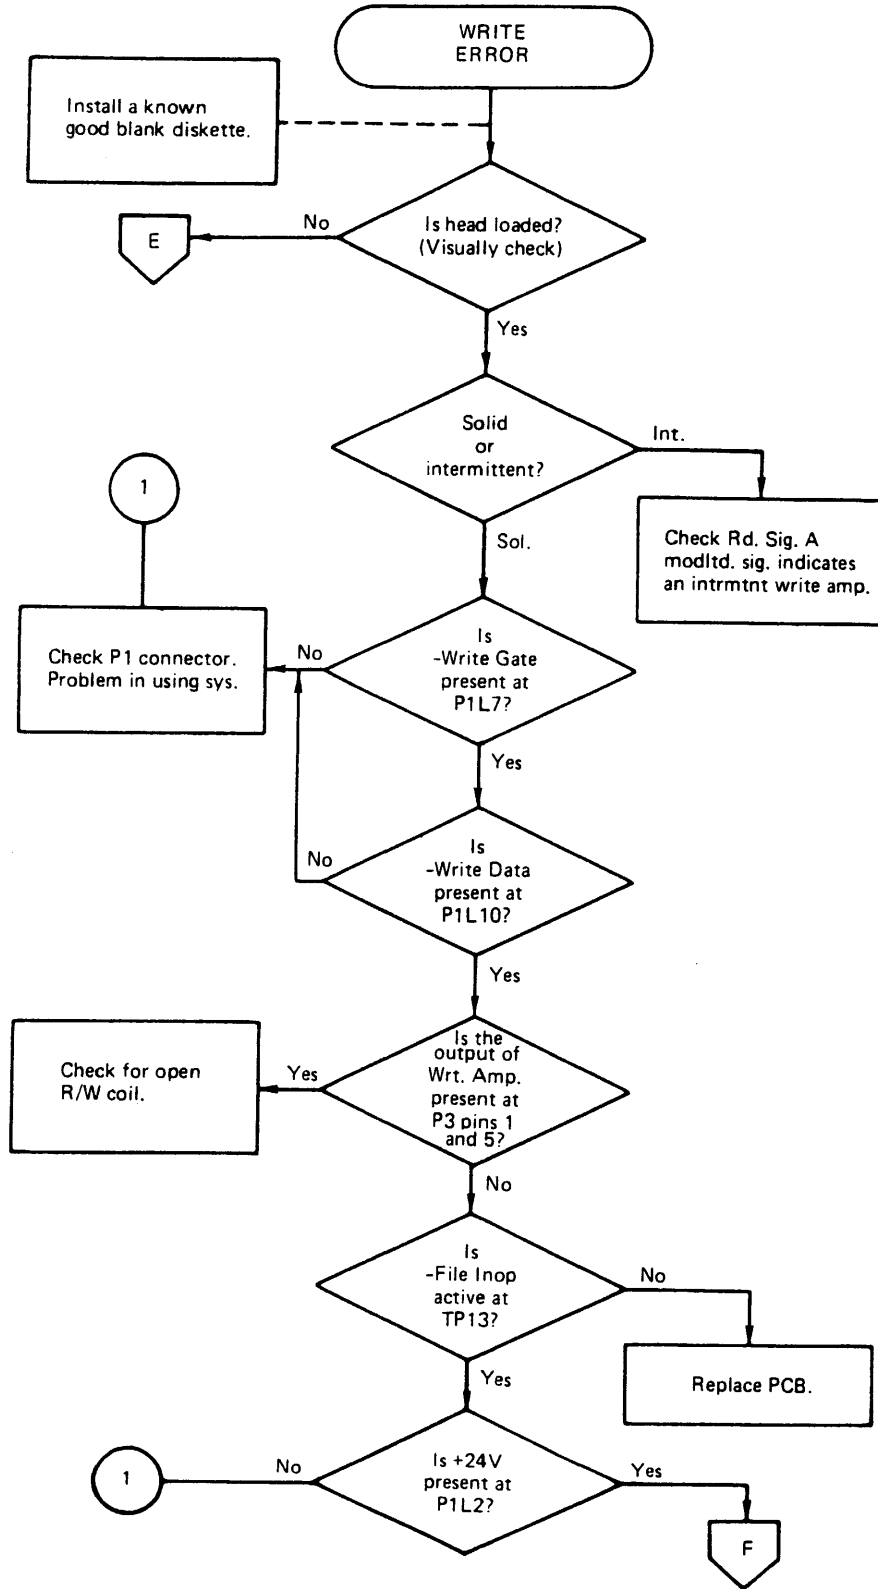 WRITE
ERROR
Install a known
good blank diskette.
Is head loaded?
(Visually check)
No
E
Yes
Solid
or
intermittent?
Int.
Check Rd. Sig. A
modltd. sig. indicates
an intrmtnt write amp.
Sol.
1
Is
-Write Gate
present at
P1L7?
No
Check P1 connector.
Problem in using sys.
Yes
Is
-Write Data
present at
P1L10?
No
Yes
Is the
output of
Wrt. Amp.
present at
P3 pins 1
and 5?
Yes
Check for open
R/W coil.
No
Is
-File Inop
active at
TP13?
No
Replace PCB.
Yes
Is +24V
present at
P1L2?
No
1
Yes
F